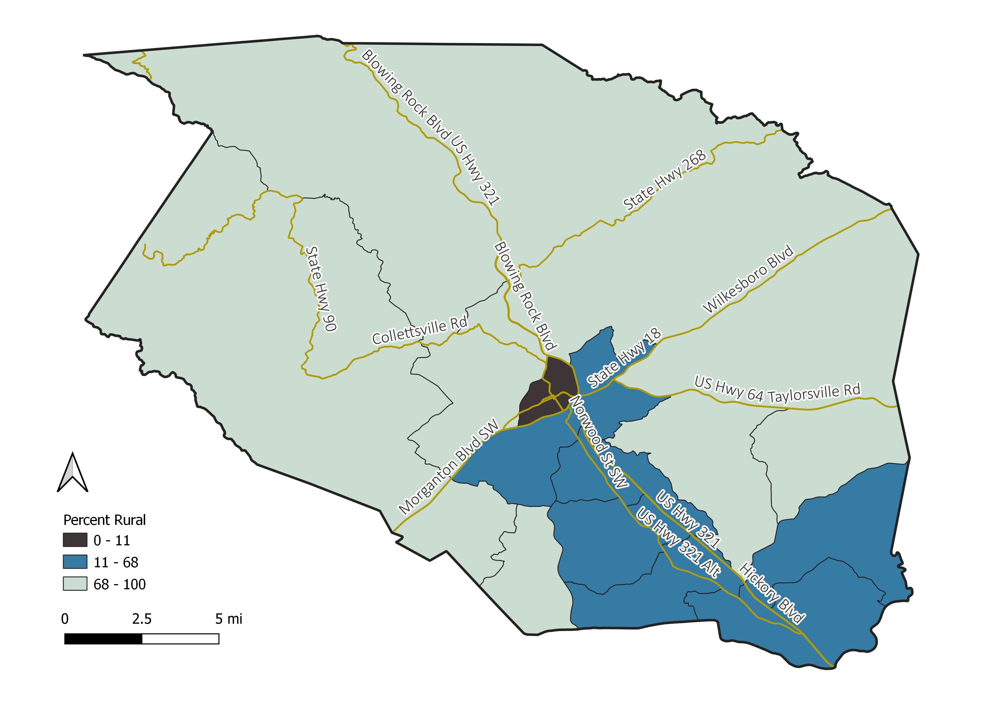 Blowing Rock Blvd US Hwy 321
State Hwy 268
Blowing Rock Blvd
Wilkesboro Blvd
State Hwy 90
Collettsville Rd
State Hwy 18
US Hwy 64 Taylorsville Rd
Norwood St SW
Morganton Blvd SW
US Hwy 321
US Hwy 321 Alt
Hickory Blvd
Percent Rural
0 - 11
11 - 68
68 - 100
0 2.5 5 mi